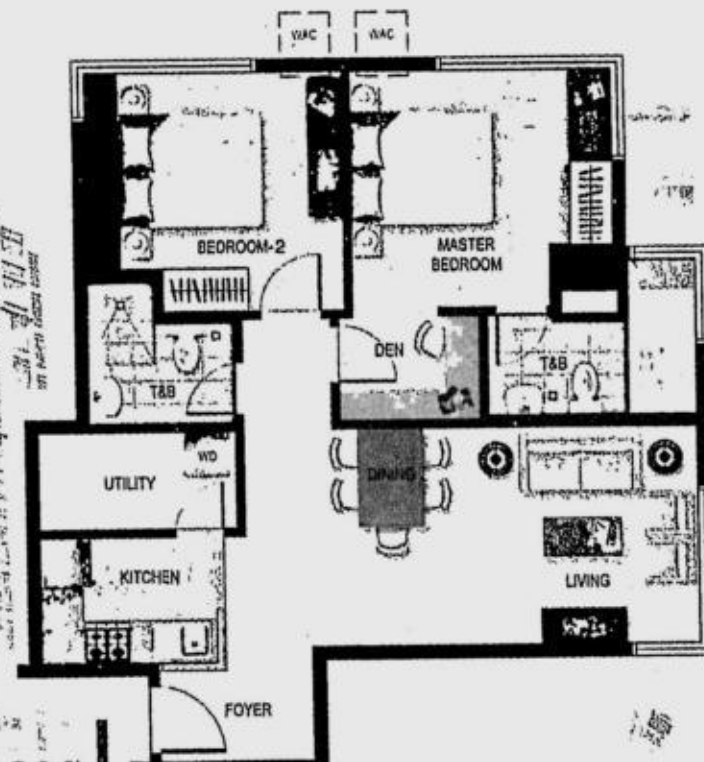 WAC
WAC
BEDROOM-2
MASTER
BEDROOM
DEN
T&B
T&B
WD
UTILITY
DINING
KITCHEN
LIVING
FOYER